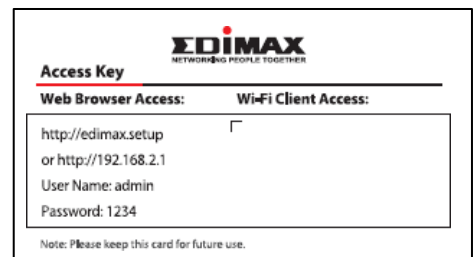 EDIMAX
NETWORKING PEOPLE TOGETHER
Access Key
Web Browser Access: Wi-Fi Client Access:
http://edimax.setup
or http://192.168.2.1
User Name: admin
Password: 1234
Note: Please keep this card for future use.